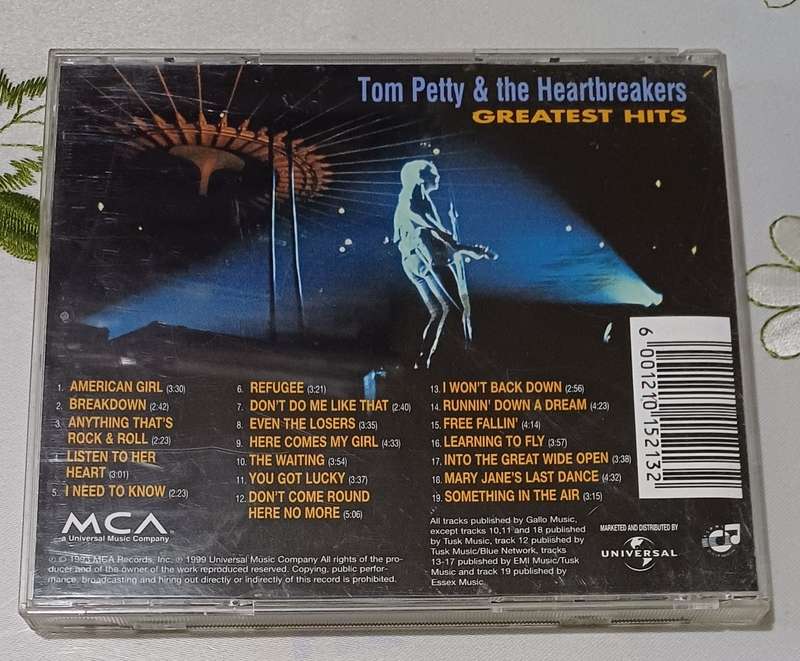 Tom Petty & the Heartbreakers
GREATEST HITS
1. AMERICAN GIRL (3:30)
2. BREAKDOWN (2:42)
3. ANYTHING THAT'S
ROCK & ROLL (2:23)
4. LISTEN TO HER
HEART (3:01)
5. I NEED TO KNOW (2:23)
6. REFUGEE (3:21)
7. DON'T DO ME LIKE THAT (2:40)
8. EVEN THE LOSERS (3:35)
9. HERE COMES MY GIRL (4:33)
10. THE WAITING (3:54)
11. YOU GOT LUCKY (3:37)
12. DON'T COME ROUND
HERE NO MORE (5:06)
13. I WON'T BACK DOWN (2:56)
14. RUNNIN' DOWN A DREAM (4:23)
15. FREE FALLIN' (4:14)
16. LEARNING TO FLY (3:57)
17. INTO THE GREAT WIDE OPEN (3:38)
18. MARY JANE'S LAST DANCE (4:32)
19. SOMETHING IN THE AIR (3:15)
6 001210 152132
MCA
a Universal Music Company
℗ © 1993 MCA Records, Inc. ℗ 1999 Universal Music Company All rights of the pro-
ducer and of the owner of the work reproduced reserved. Copying, public perfor-
mance, broadcasting and hiring out directly or indirectly of this record is prohibited.
All tracks published by Gallo Music,
except tracks 10,11 and 18 published
by Tusk Music, track 12 published by
Tusk Music/Blue Network, tracks
13-17 published by EMI Music/Tusk
Music and track 19 published by
Essex Music.
MARKETED AND DISTRIBUTED BY
UNIVERSAL